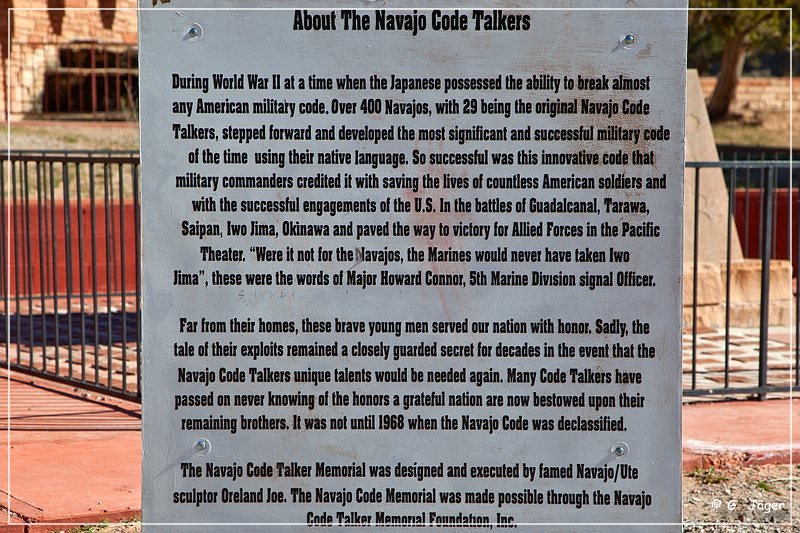 About The Navajo Code Talkers
During World War II at a time when the Japanese possessed the ability to break almost
any American military code. Over 400 Navajos, with 29 being the original Navajo Code
Talkers, stepped forward and developed the most significant and successful military code
of the time using their native language. So successful was this innovative code that
military commanders credited it with saving the lives of countless American soldiers and
with the successful engagements of the U.S. In the battles of Guadalcanal, Tarawa,
Saipan, Iwo Jima, Okinawa and paved the way to victory for Allied Forces in the Pacific
Theater. “Were it not for the Navajos, the Marines would never have taken Iwo
Jima”, these were the words of Major Howard Connor, 5th Marine Division signal Officer.
Far from their homes, these brave young men served our nation with honor. Sadly, the
tale of their exploits remained a closely guarded secret for decades in the event that the
Navajo Code Talkers unique talents would be needed again. Many Code Talkers have
passed on never knowing of the honors a grateful nation are now bestowed upon their
remaining brothers. It was not until 1968 when the Navajo Code was declassified.
The Navajo Code Talker Memorial was designed and executed by famed Navajo/Ute
sculptor Oreland Joe. The Navajo Code Memorial was made possible through the Navajo
Code Talker Memorial Foundation, Inc.
© G. Jager